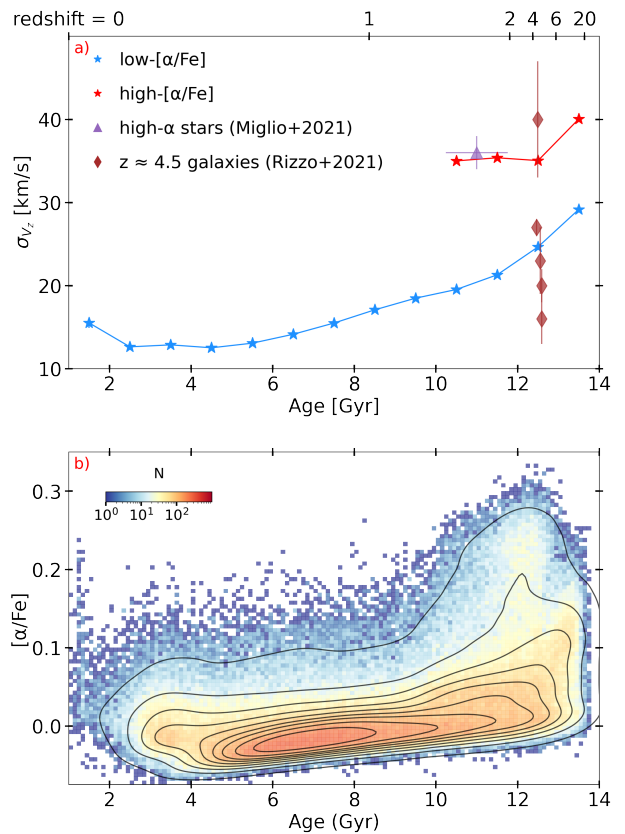 redshift = 0 1 2 4 6 20
a)
low-[α/Fe]
high-[α/Fe]
high-α stars (Miglio+2021)
z ≈ 4.5 galaxies (Rizzo+2021)
40
30
20
10
σ_{V_z} [km/s]
2 4 6 8 10 12 14
Age [Gyr]
b)
N
10⁰ 10¹ 10²
0.3
0.2
0.1
0.0
[α/Fe]
2 4 6 8 10 12 14
Age (Gyr)